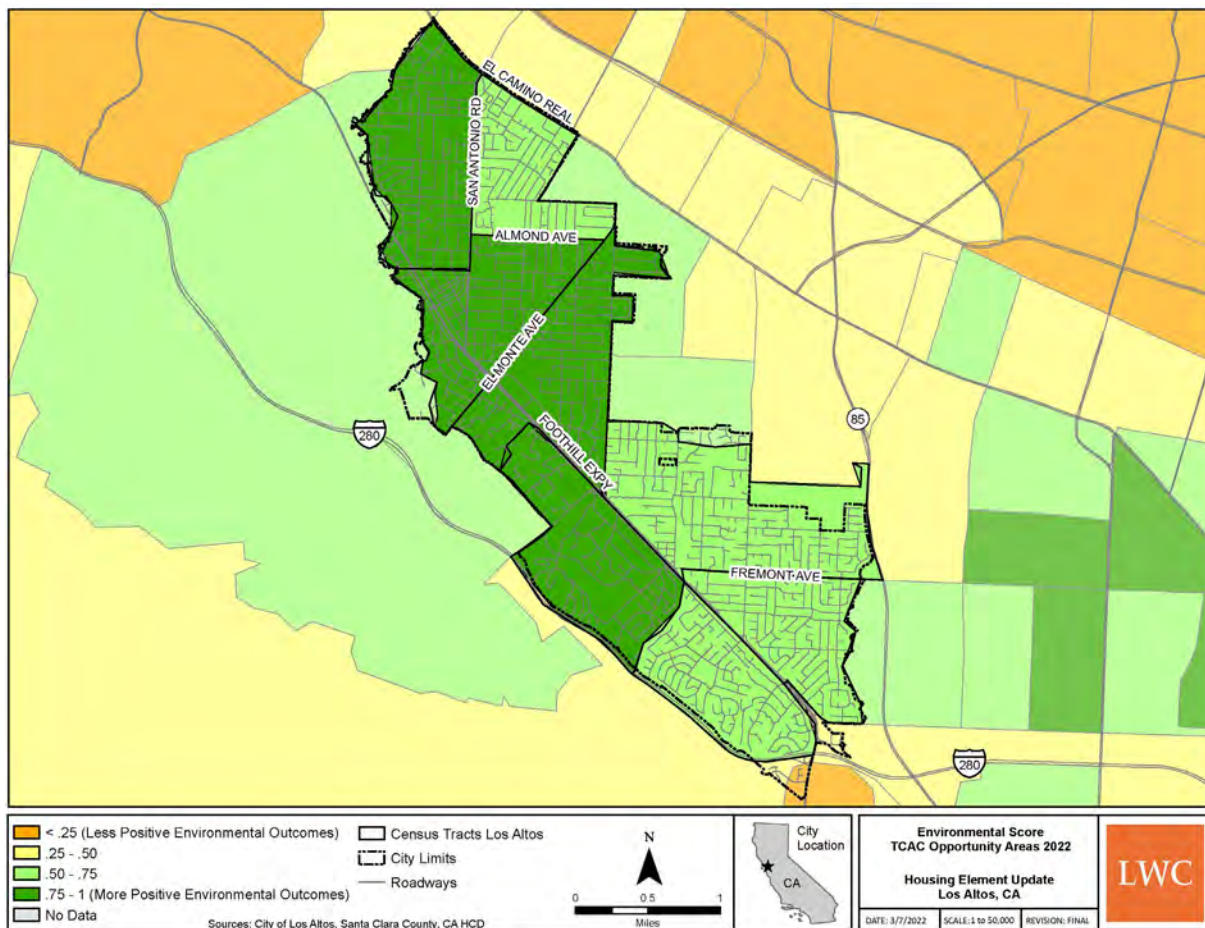 EL CAMINO REAL
SAN ANTONIO RD
ALMOND AVE
EL MONTE AVE
FOOTHILL EXPY
280
85
FREMONT AVE
280
< .25 (Less Positive Environmental Outcomes)
.25 - .50
.50 - .75
.75 - 1 (More Positive Environmental Outcomes)
No Data
Census Tracts Los Altos
City Limits
Roadways
Sources: City of Los Altos, Santa Clara County, CA HCD
N
0 0.5 1
Miles
City
Location
CA
Environmental Score
TCAC Opportunity Areas 2022
Housing Element Update
Los Altos, CA
DATE: 3/7/2022 SCALE: 1 to 50,000 REVISION: FINAL
LWC